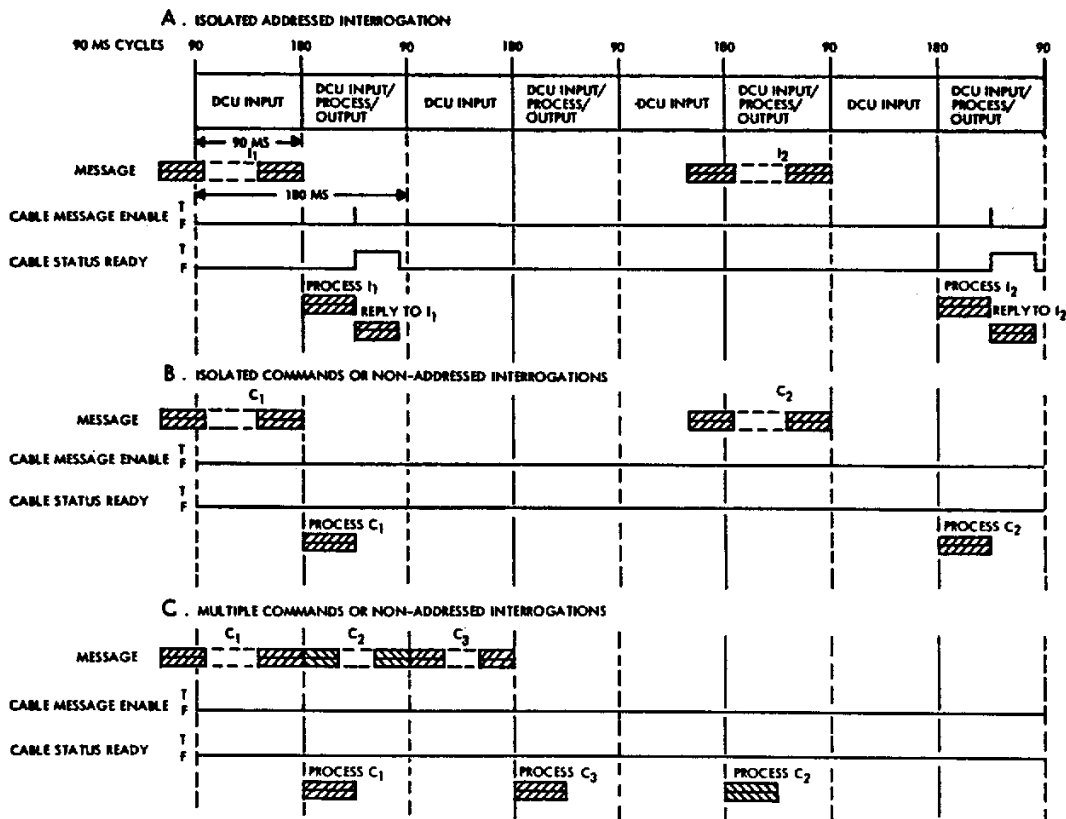 A . ISOLATED ADDRESSED INTERROGATION
90 MS CYCLES 90 180 90 180 90 180 90 180 90
DCU INPUT
DCU INPUT/ PROCESS/ OUTPUT
DCU INPUT
DCU INPUT/ PROCESS/ OUTPUT
DCU INPUT
DCU INPUT/ PROCESS/ OUTPUT
DCU INPUT
DCU INPUT/ PROCESS/ OUTPUT
90 MS
MESSAGE I1 I2
180 MS
CABLE MESSAGE ENABLE T F
CABLE STATUS READY T F
PROCESS I1 PROCESS I2
REPLY TO I1 REPLY TO I2
B . ISOLATED COMMANDS OR NON-ADDRESSED INTERROGATIONS
C1 C2
MESSAGE
CABLE MESSAGE ENABLE T F
CABLE STATUS READY T F
PROCESS C1 PROCESS C2
C . MULTIPLE COMMANDS OR NON-ADDRESSED INTERROGATIONS
C1 C2 C3
MESSAGE
CABLE MESSAGE ENABLE T F
CABLE STATUS READY T F
PROCESS C1 PROCESS C3 PROCESS C2